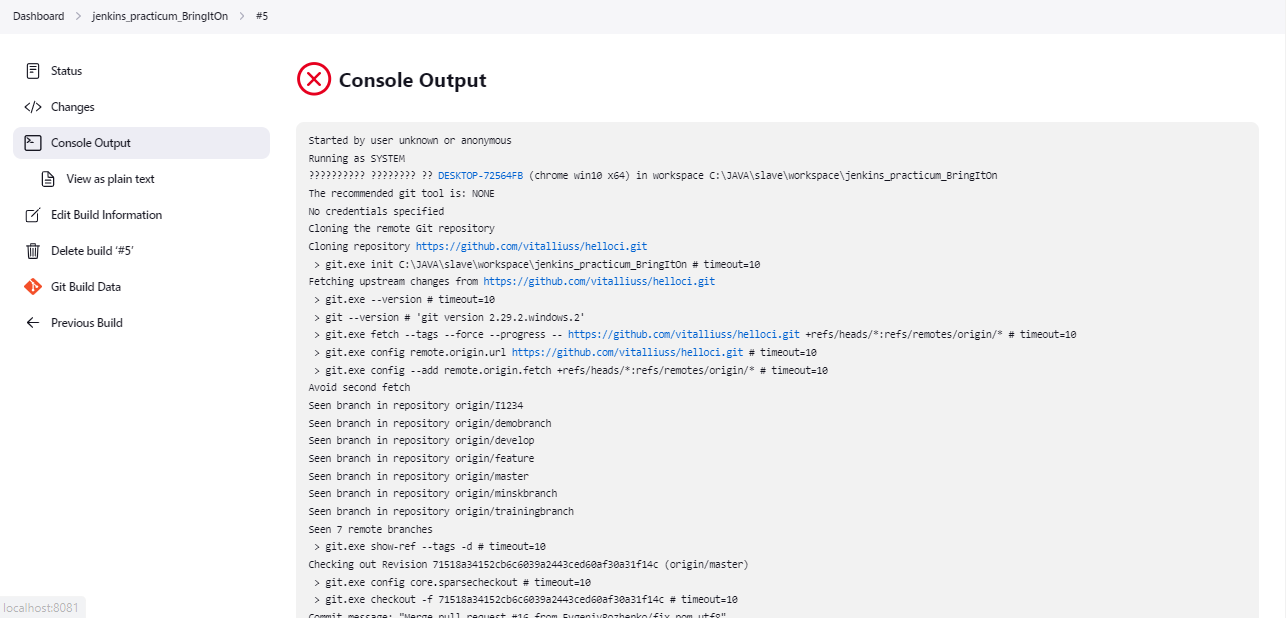 Dashboard > jenkins_practicum_BringItOn > #5
Status
Changes
Console Output
View as plain text
Edit Build Information
Delete build ‘#5’
Git Build Data
Previous Build
Console Output
Started by user unknown or anonymous
Running as SYSTEM
?????????? ???????? ?? DESKTOP-72564FB (chrome win10 x64) in workspace C:\JAVA\slave\workspace\jenkins_practicum_BringItOn
The recommended git tool is: NONE
No credentials specified
Cloning the remote Git repository
Cloning repository https://github.com/vitalliuss/helloci.git
 > git.exe init C:\JAVA\slave\workspace\jenkins_practicum_BringItOn # timeout=10
Fetching upstream changes from https://github.com/vitalliuss/helloci.git
 > git.exe --version # timeout=10
 > git --version # 'git version 2.29.2.windows.2'
 > git.exe fetch --tags --force --progress -- https://github.com/vitalliuss/helloci.git +refs/heads/*:refs/remotes/origin/* # timeout=10
 > git.exe config remote.origin.url https://github.com/vitalliuss/helloci.git # timeout=10
 > git.exe config --add remote.origin.fetch +refs/heads/*:refs/remotes/origin/* # timeout=10
Avoid second fetch
Seen branch in repository origin/I1234
Seen branch in repository origin/demobranch
Seen branch in repository origin/develop
Seen branch in repository origin/feature
Seen branch in repository origin/master
Seen branch in repository origin/minskbranch
Seen branch in repository origin/trainingbranch
Seen 7 remote branches
 > git.exe show-ref --tags -d # timeout=10
Checking out Revision 71518a34152cb6c6039a2443ced60af30a31f14c (origin/master)
 > git.exe config core.sparsecheckout # timeout=10
 > git.exe checkout -f 71518a34152cb6c6039a2443ced60af30a31f14c # timeout=10
Commit message: "Merge pull request #16 from EvgeniyRozhenko/fix_pom_utf8"
localhost:8081